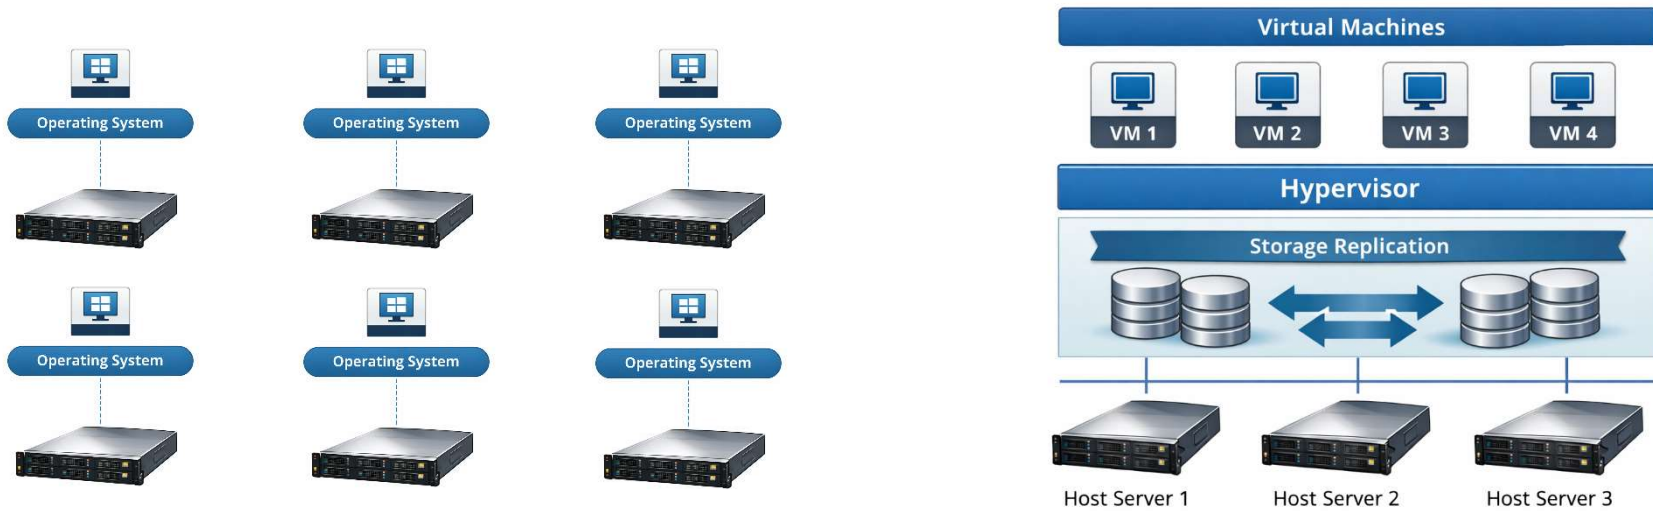 Operating System
Operating System
Operating System
Operating System
Operating System
Operating System
Virtual Machines
VM 1
VM 2
VM 3
VM 4
Hypervisor
Storage Replication
Host Server 1
Host Server 2
Host Server 3